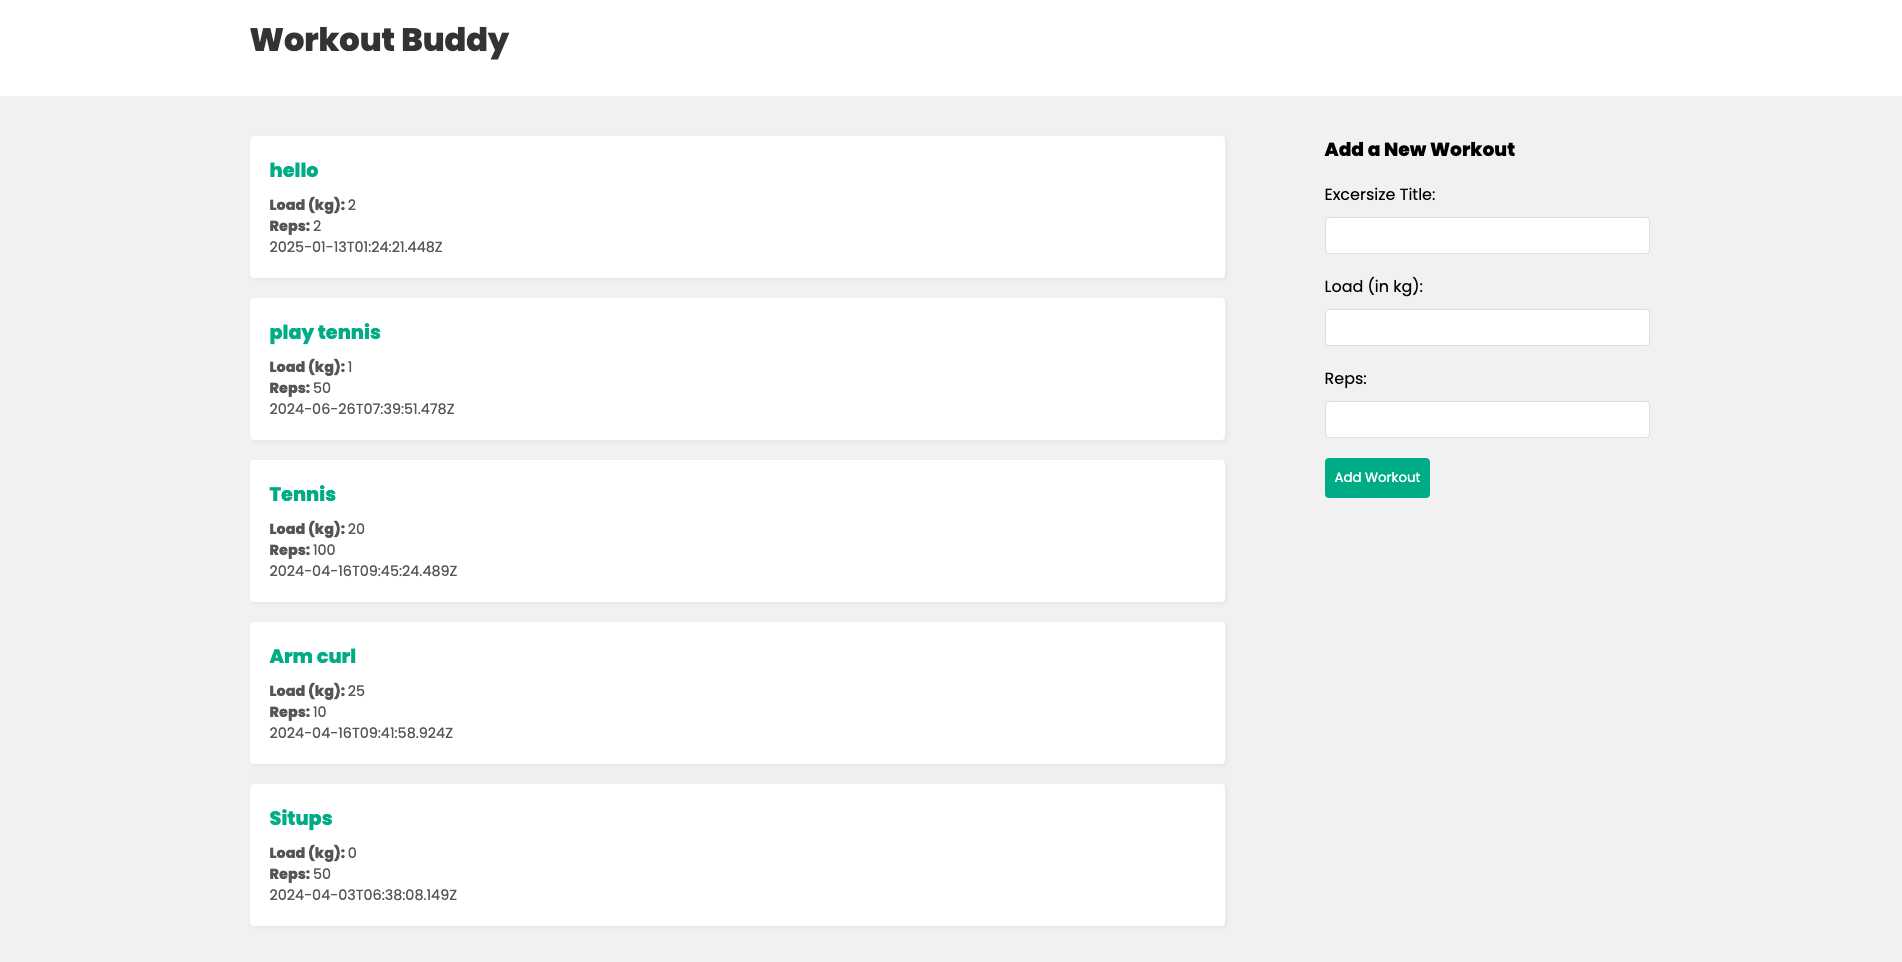 Workout Buddy
hello
Load (kg): 2
Reps: 2
2025-01-13T01:24:21.448Z
play tennis
Load (kg): 1
Reps: 50
2024-06-26T07:39:51.478Z
Tennis
Load (kg): 20
Reps: 100
2024-04-16T09:45:24.489Z
Arm curl
Load (kg): 25
Reps: 10
2024-04-16T09:41:58.924Z
Situps
Load (kg): 0
Reps: 50
2024-04-03T06:38:08.149Z
Add a New Workout
Excersize Title:
Load (in kg):
Reps:
Add Workout